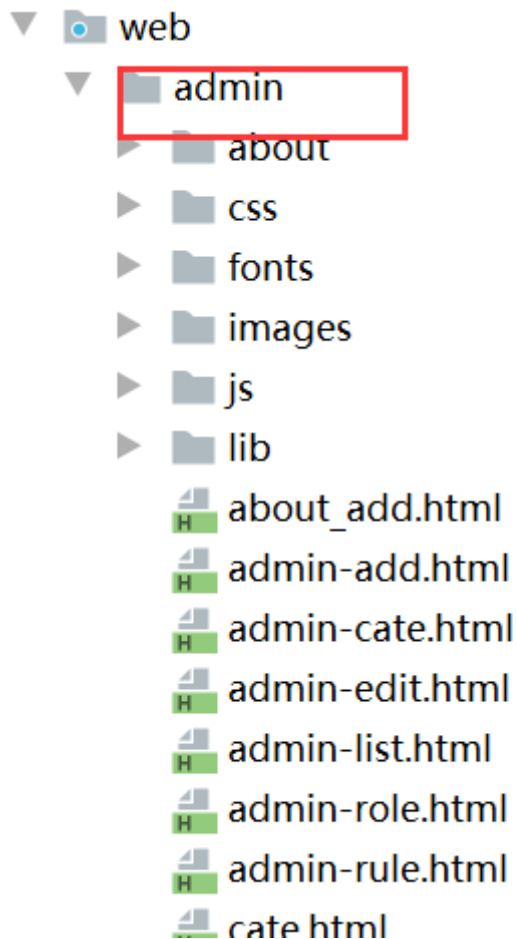 web
admin
about
css
fonts
images
js
lib
H about_add.html
H admin-add.html
H admin-cate.html
H admin-edit.html
H admin-list.html
H admin-role.html
H admin-rule.html
cate.html